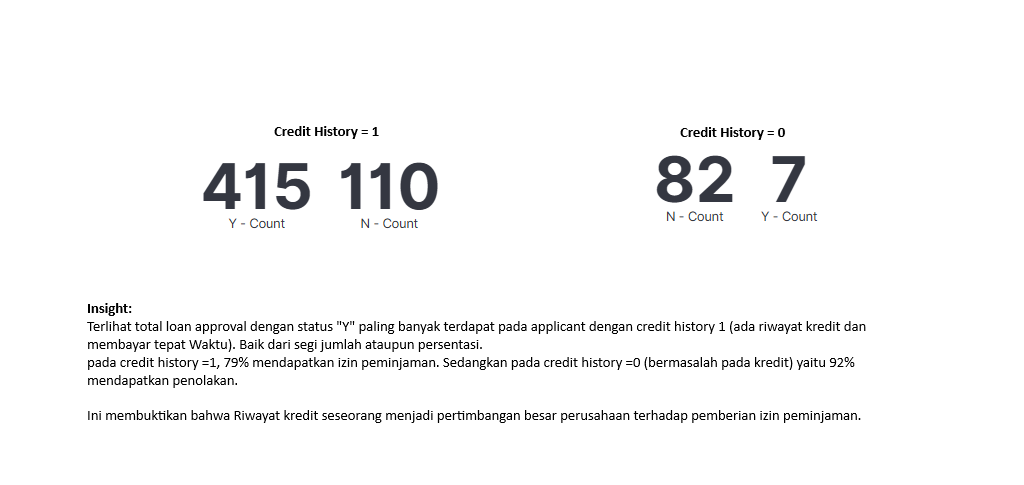 Credit History = 1
Credit History = 0
415 110
Y - Count N - Count
82 7
N - Count Y - Count
Insight:
Terlihat total loan approval dengan status "Y" paling banyak terdapat pada applicant dengan credit history 1 (ada riwayat kredit dan
membayar tepat Waktu). Baik dari segi jumlah ataupun persentasi.
pada credit history =1, 79% mendapatkan izin peminjaman. Sedangkan pada credit history =0 (bermasalah pada kredit) yaitu 92%
mendapatkan penolakan.
Ini membuktikan bahwa Riwayat kredit seseorang menjadi pertimbangan besar perusahaan terhadap pemberian izin peminjaman.